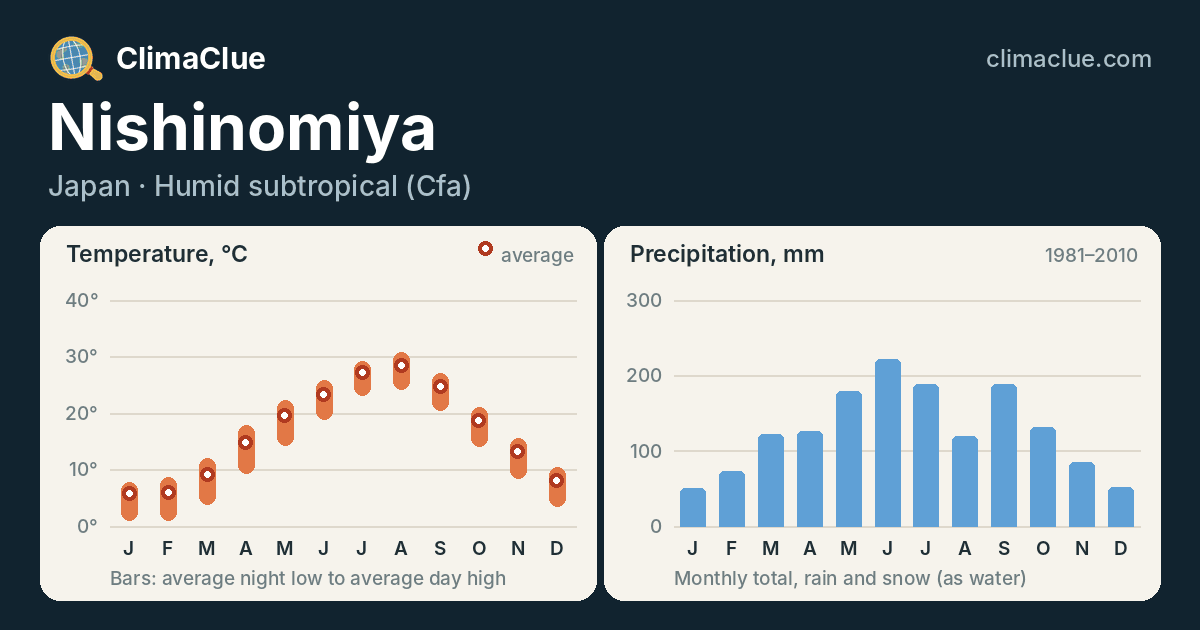 ClimaClue
climaclue.com
Nishinomiya
Japan · Humid subtropical (Cfa)
Temperature, °C
average
40°
30°
20°
10°
0°
J F M A M J J A S O N D
Bars: average night low to average day high
Precipitation, mm
1981–2010
300
200
100
0
J F M A M J J A S O N D
Monthly total, rain and snow (as water)